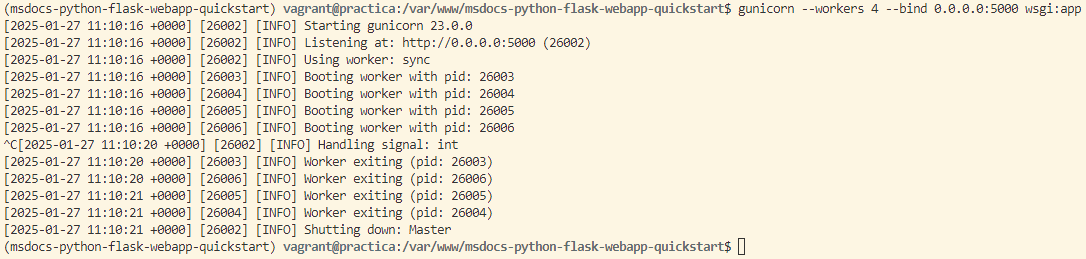 (msdocs-python-flask-webapp-quickstart) vagrant@practica:/var/www/msdocs-python-flask-webapp-quickstart$ gunicorn --workers 4 --bind 0.0.0.0:5000 wsgi:app
[2025-01-27 11:10:16 +0000] [26002] [INFO] Starting gunicorn 23.0.0
[2025-01-27 11:10:16 +0000] [26002] [INFO] Listening at: http://0.0.0.0:5000 (26002)
[2025-01-27 11:10:16 +0000] [26002] [INFO] Using worker: sync
[2025-01-27 11:10:16 +0000] [26003] [INFO] Booting worker with pid: 26003
[2025-01-27 11:10:16 +0000] [26004] [INFO] Booting worker with pid: 26004
[2025-01-27 11:10:16 +0000] [26005] [INFO] Booting worker with pid: 26005
[2025-01-27 11:10:16 +0000] [26006] [INFO] Booting worker with pid: 26006
^C[2025-01-27 11:10:20 +0000] [26002] [INFO] Handling signal: int
[2025-01-27 11:10:20 +0000] [26003] [INFO] Worker exiting (pid: 26003)
[2025-01-27 11:10:20 +0000] [26006] [INFO] Worker exiting (pid: 26006)
[2025-01-27 11:10:21 +0000] [26005] [INFO] Worker exiting (pid: 26005)
[2025-01-27 11:10:21 +0000] [26004] [INFO] Worker exiting (pid: 26004)
[2025-01-27 11:10:21 +0000] [26002] [INFO] Shutting down: Master
(msdocs-python-flask-webapp-quickstart) vagrant@practica:/var/www/msdocs-python-flask-webapp-quickstart$